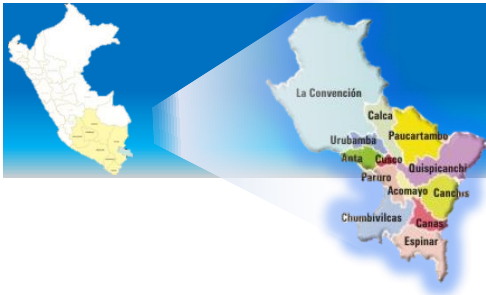 La Convención
Calca
Paucartambo
Urubamba
Anta
Cusco
Quispicanchi
Paruro
Acomayo
Canchis
Chumbivilcas
Canas
Espinar